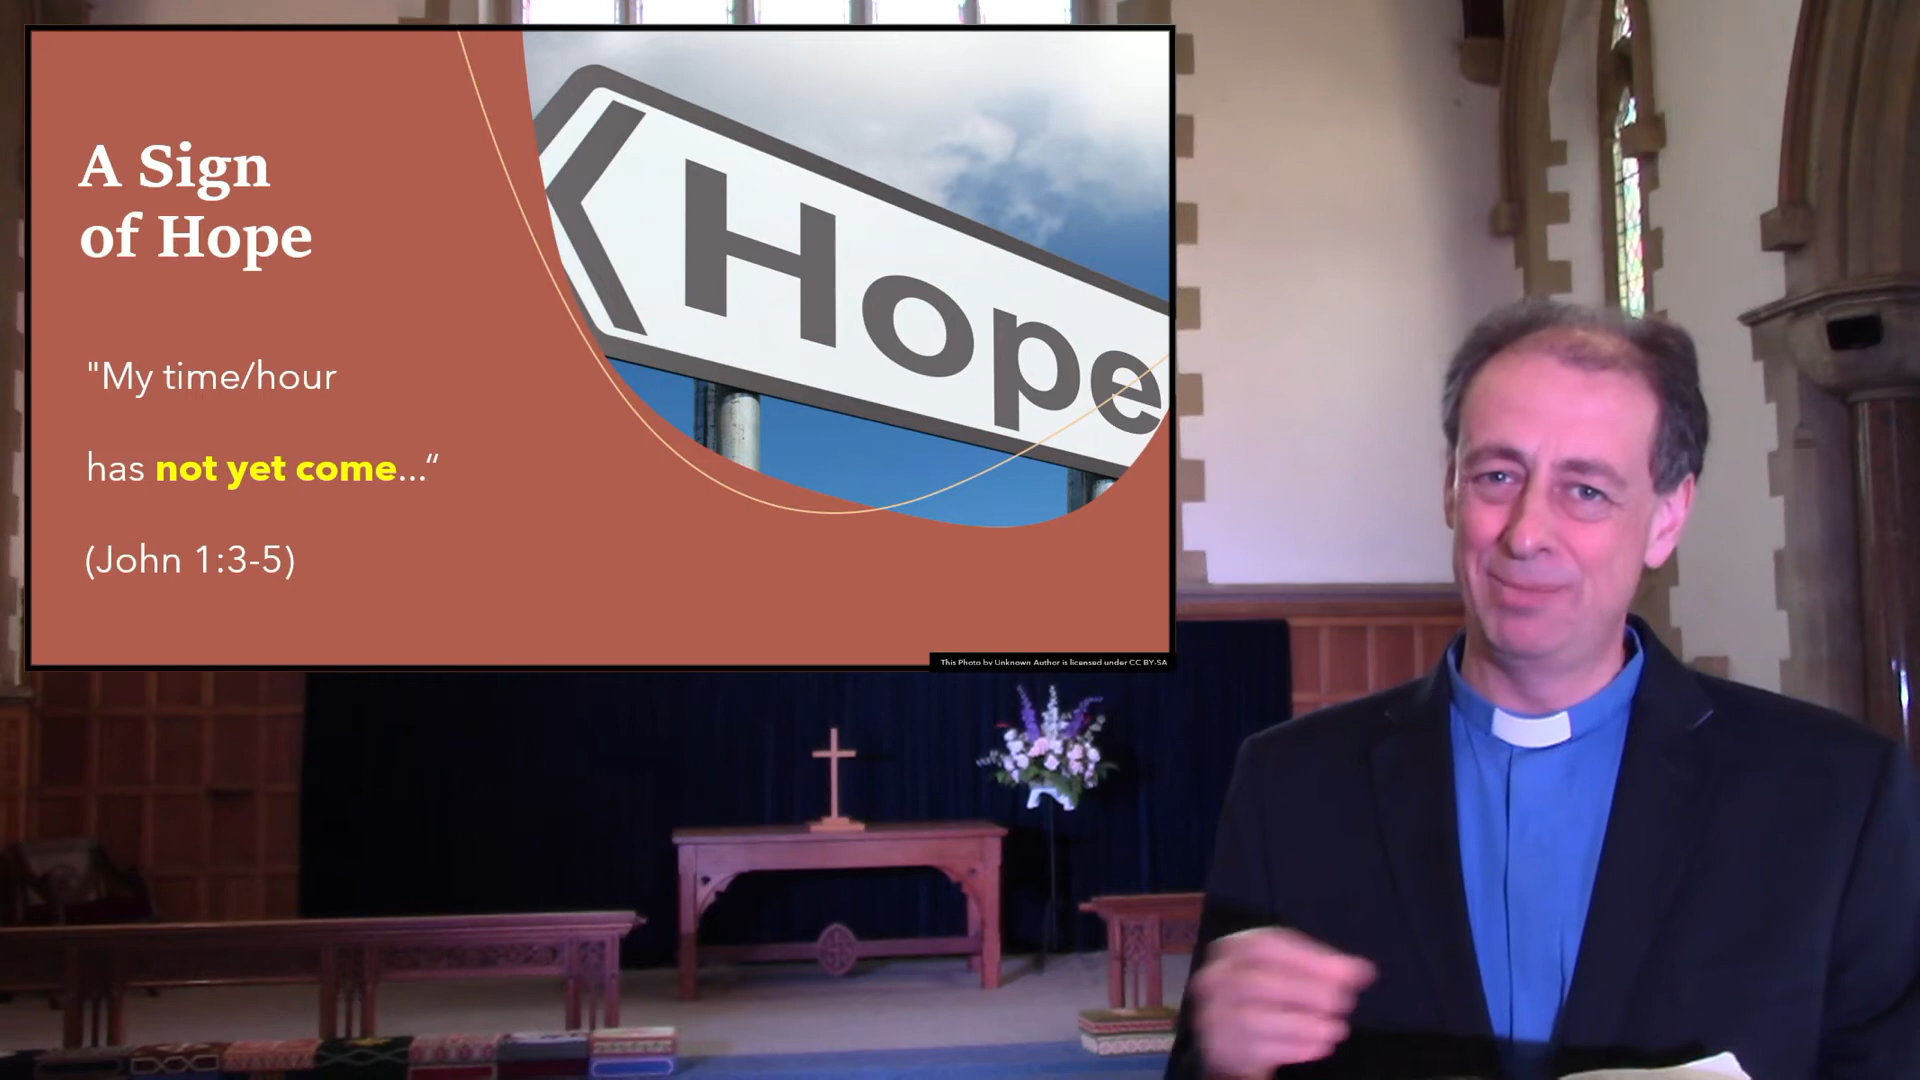 A Sign
of Hope
"My time/hour
has not yet come...“
(John 1:3-5)
Hope
This Photo by Unknown Author is licensed under CC BY-SA